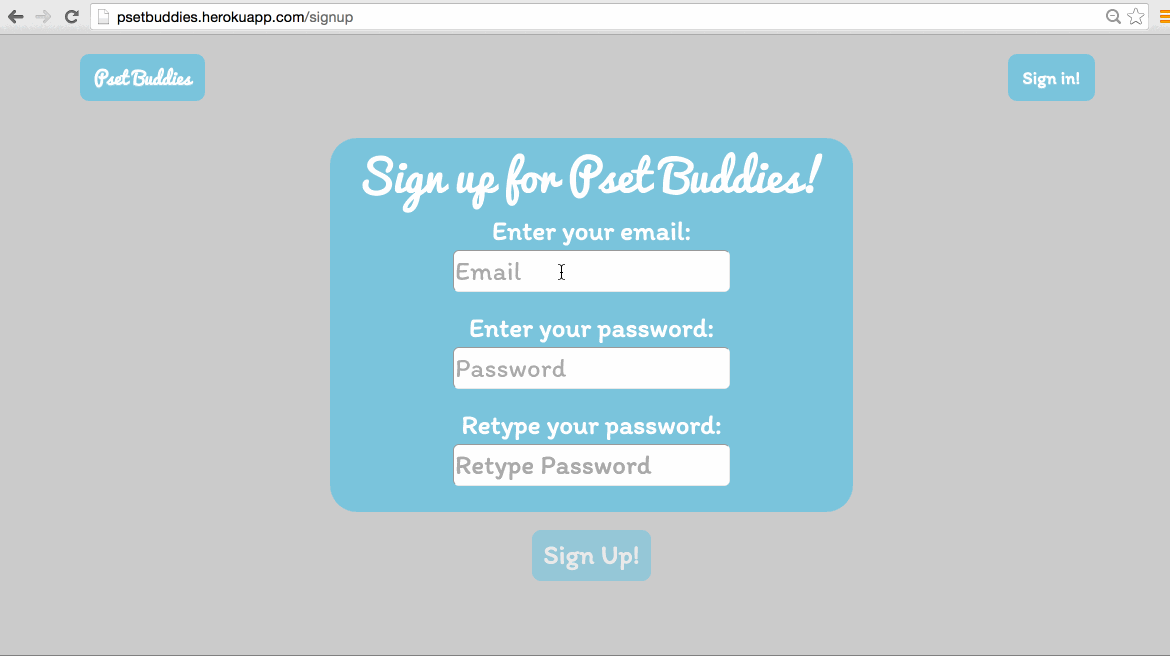 psetbuddies.herokuapp.com/signup
Pset Buddies
Sign in!
Sign up for Pset Buddies!
Enter your email:
Email
Enter your password:
Password
Retype your password:
Retype Password
Sign Up!